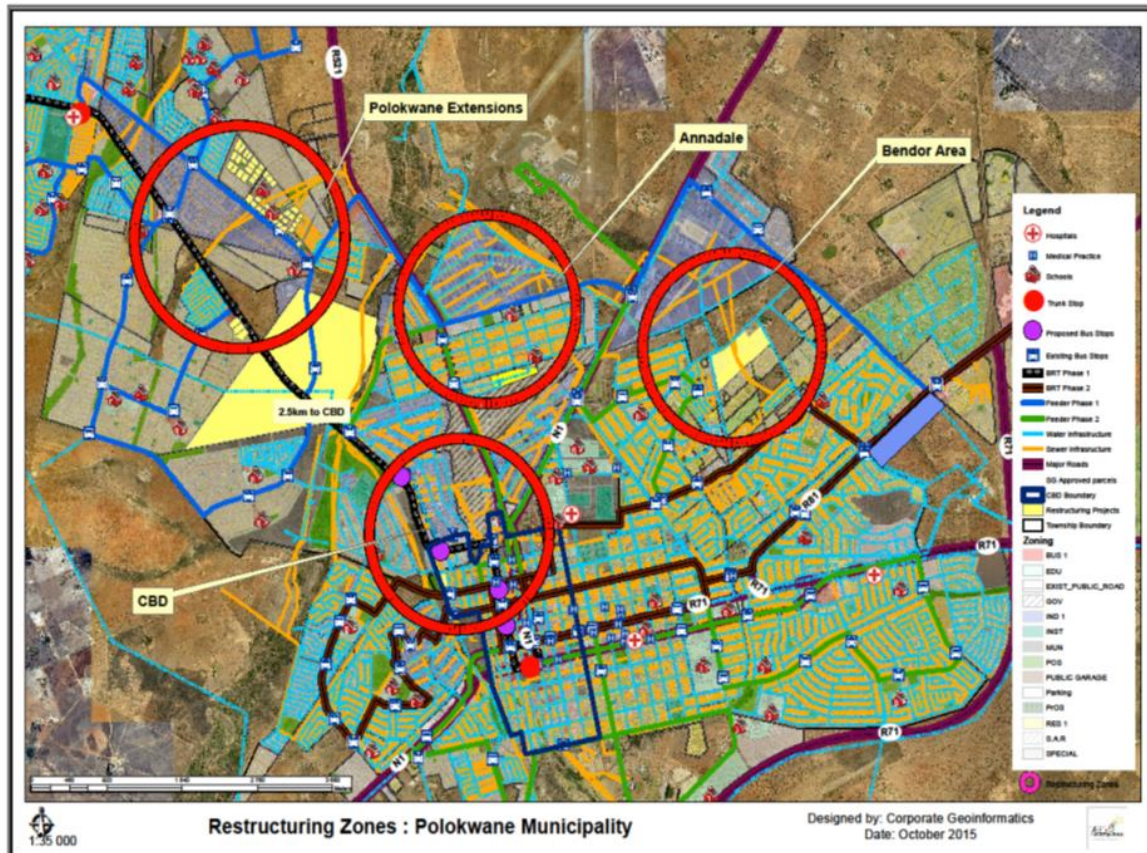 Polokwane Extensions
Annadale
Bendor Area
R521
2.5km to CBD
N1
R81
R71
R71
R71
R71
R71
N1
CBD
N1
Legend
Hospitals
Medical Practice
Schools
Trunk Stop
Proposed Bus Stops
Existing Bus Stops
BRT Phase 1
BRT Phase 2
Feeder Phase 1
Feeder Phase 2
Water Infrastructure
Sewer Infrasructure
Major Roads
SG Approved parcels
CBD Boundary
Restructuring Projects
Township Boundary
Zoning
BUS 1
EDU
EXIST_PUBLIC_ROAD
GOV
IND 1
INST
MUN
POS
PUBLIC GARAGE
Parking
PrOS
RES 1
S.A.R
SPECIAL
Restructuring Zones
1:35 000
Restructuring Zones : Polokwane Municipality
Designed by: Corporate Geoinformatics
Date: October 2015